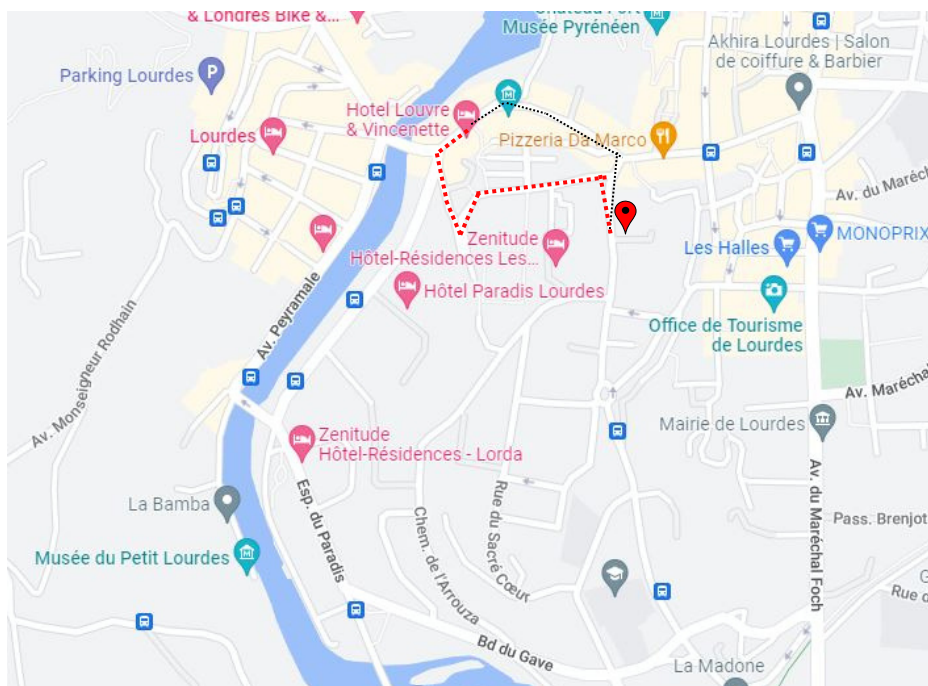 & Londres Bike &...
Château Fort
Musée Pyrénéen
Akhira Lourdes | Salon
de coiffure & Barbier
Parking Lourdes
P
Hotel Louvre
& Vincenette
M
Lourdes
Pizzeria Da Marco
Av. du Maréch
Zenitude
Hôtel-Résidences Les...
Les Halles
MONOPRIX
Hôtel Paradis Lourdes
Av. Peyramale
Av. Monseigneur Rodhain
Office de Tourisme
de Lourdes
Av. Maréchal
Mairie de Lourdes
Zenitude
Hôtel-Résidences - Lorda
La Bamba
Esp. du Paradis
Chem. de l'Arrouza
Rue du Sacré Cœur
Av. du Maréchal Foch
Pass. Brenjot
Musée du Petit Lourdes
M
G
Rue d
Bd du Gave
La Madone